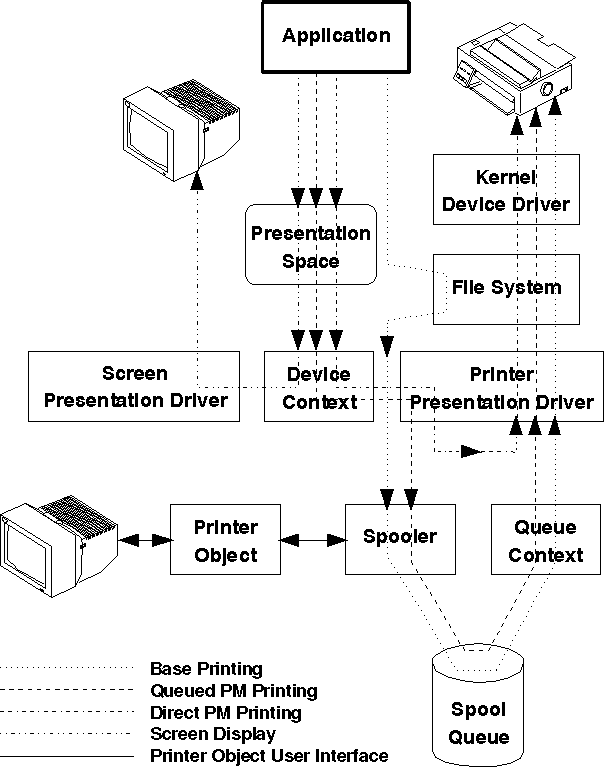 Application
Kernel
Device Driver
Presentation
Space
File System
Screen
Presentation Driver
Device
Context
Printer
Presentation Driver
Printer
Object
Spooler
Queue
Context
Spool
Queue
Base Printing
Queued PM Printing
Direct PM Printing
Screen Display
Printer Object User Interface